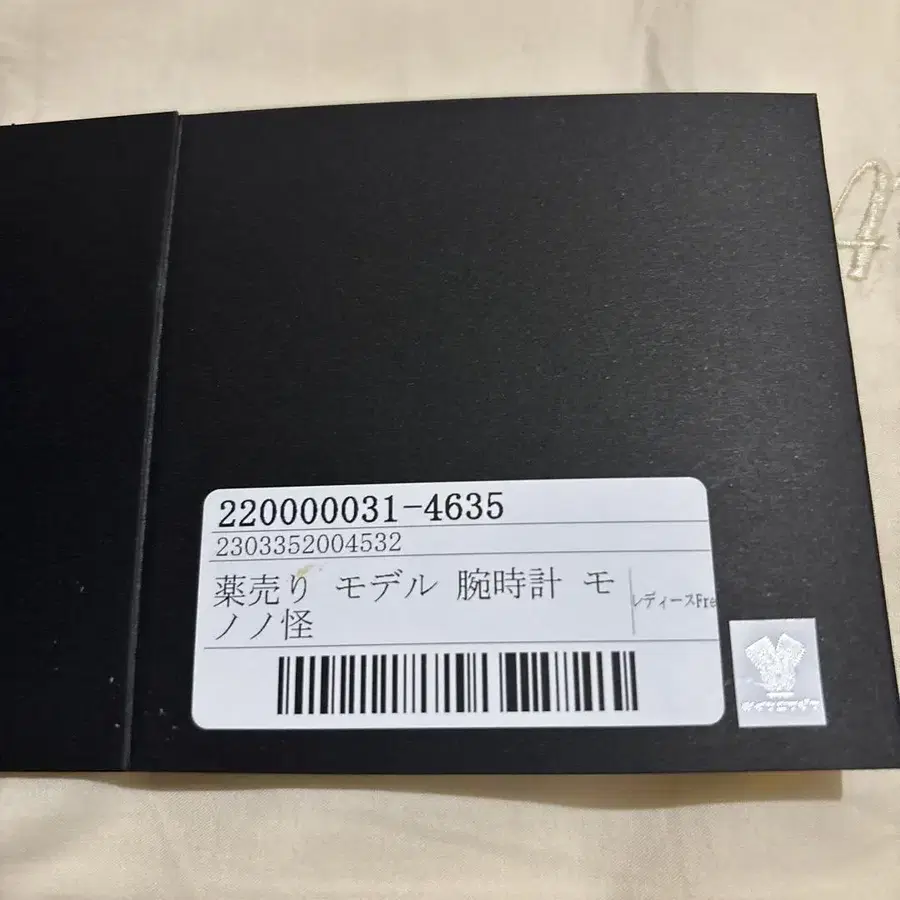 220000031-4635
2303352004532
薬売り モデル 腕時計 モ
ノノ怪
レディースFre